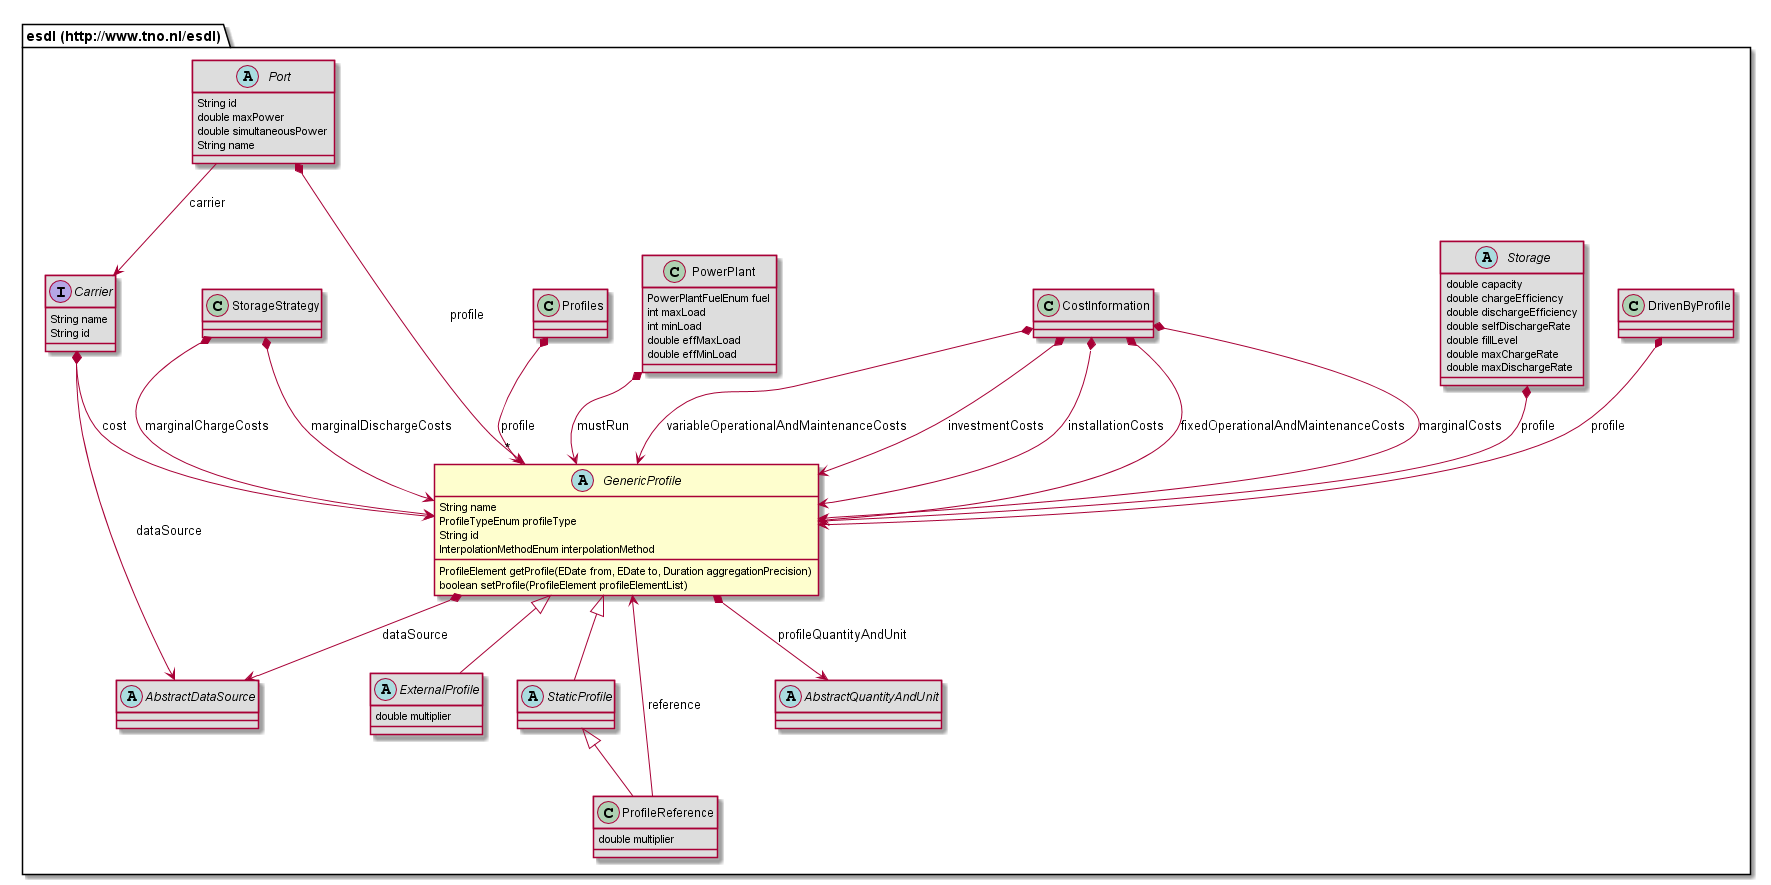 esdl (http://www.tno.nl/esdl)
A Port
String id
double maxPower
double simultaneousPower
String name
carrier
profile
I Carrier
String name
String id
C StorageStrategy
C Profiles
C PowerPlant
PowerPlantFuelEnum fuel
int maxLoad
int minLoad
double effMaxLoad
double effMinLoad
C CostInformation
A Storage
double capacity
double chargeEfficiency
double dischargeEfficiency
double selfDischargeRate
double fillLevel
double maxChargeRate
double maxDischargeRate
C DrivenByProfile
cost
marginalChargeCosts
marginalDischargeCosts
profile
*
mustRun
variableOperationalAndMaintenanceCosts
investmentCosts
installationCosts
fixedOperationalAndMaintenanceCosts
marginalCosts
profile
profile
A GenericProfile
String name
ProfileTypeEnum profileType
String id
InterpolationMethodEnum interpolationMethod
ProfileElement getProfile(EDate from, EDate to, Duration aggregationPrecision)
boolean setProfile(ProfileElement profileElementList)
dataSource
dataSource
profileQuantityAndUnit
A AbstractDataSource
A ExternalProfile
double multiplier
A StaticProfile
reference
A AbstractQuantityAndUnit
C ProfileReference
double multiplier